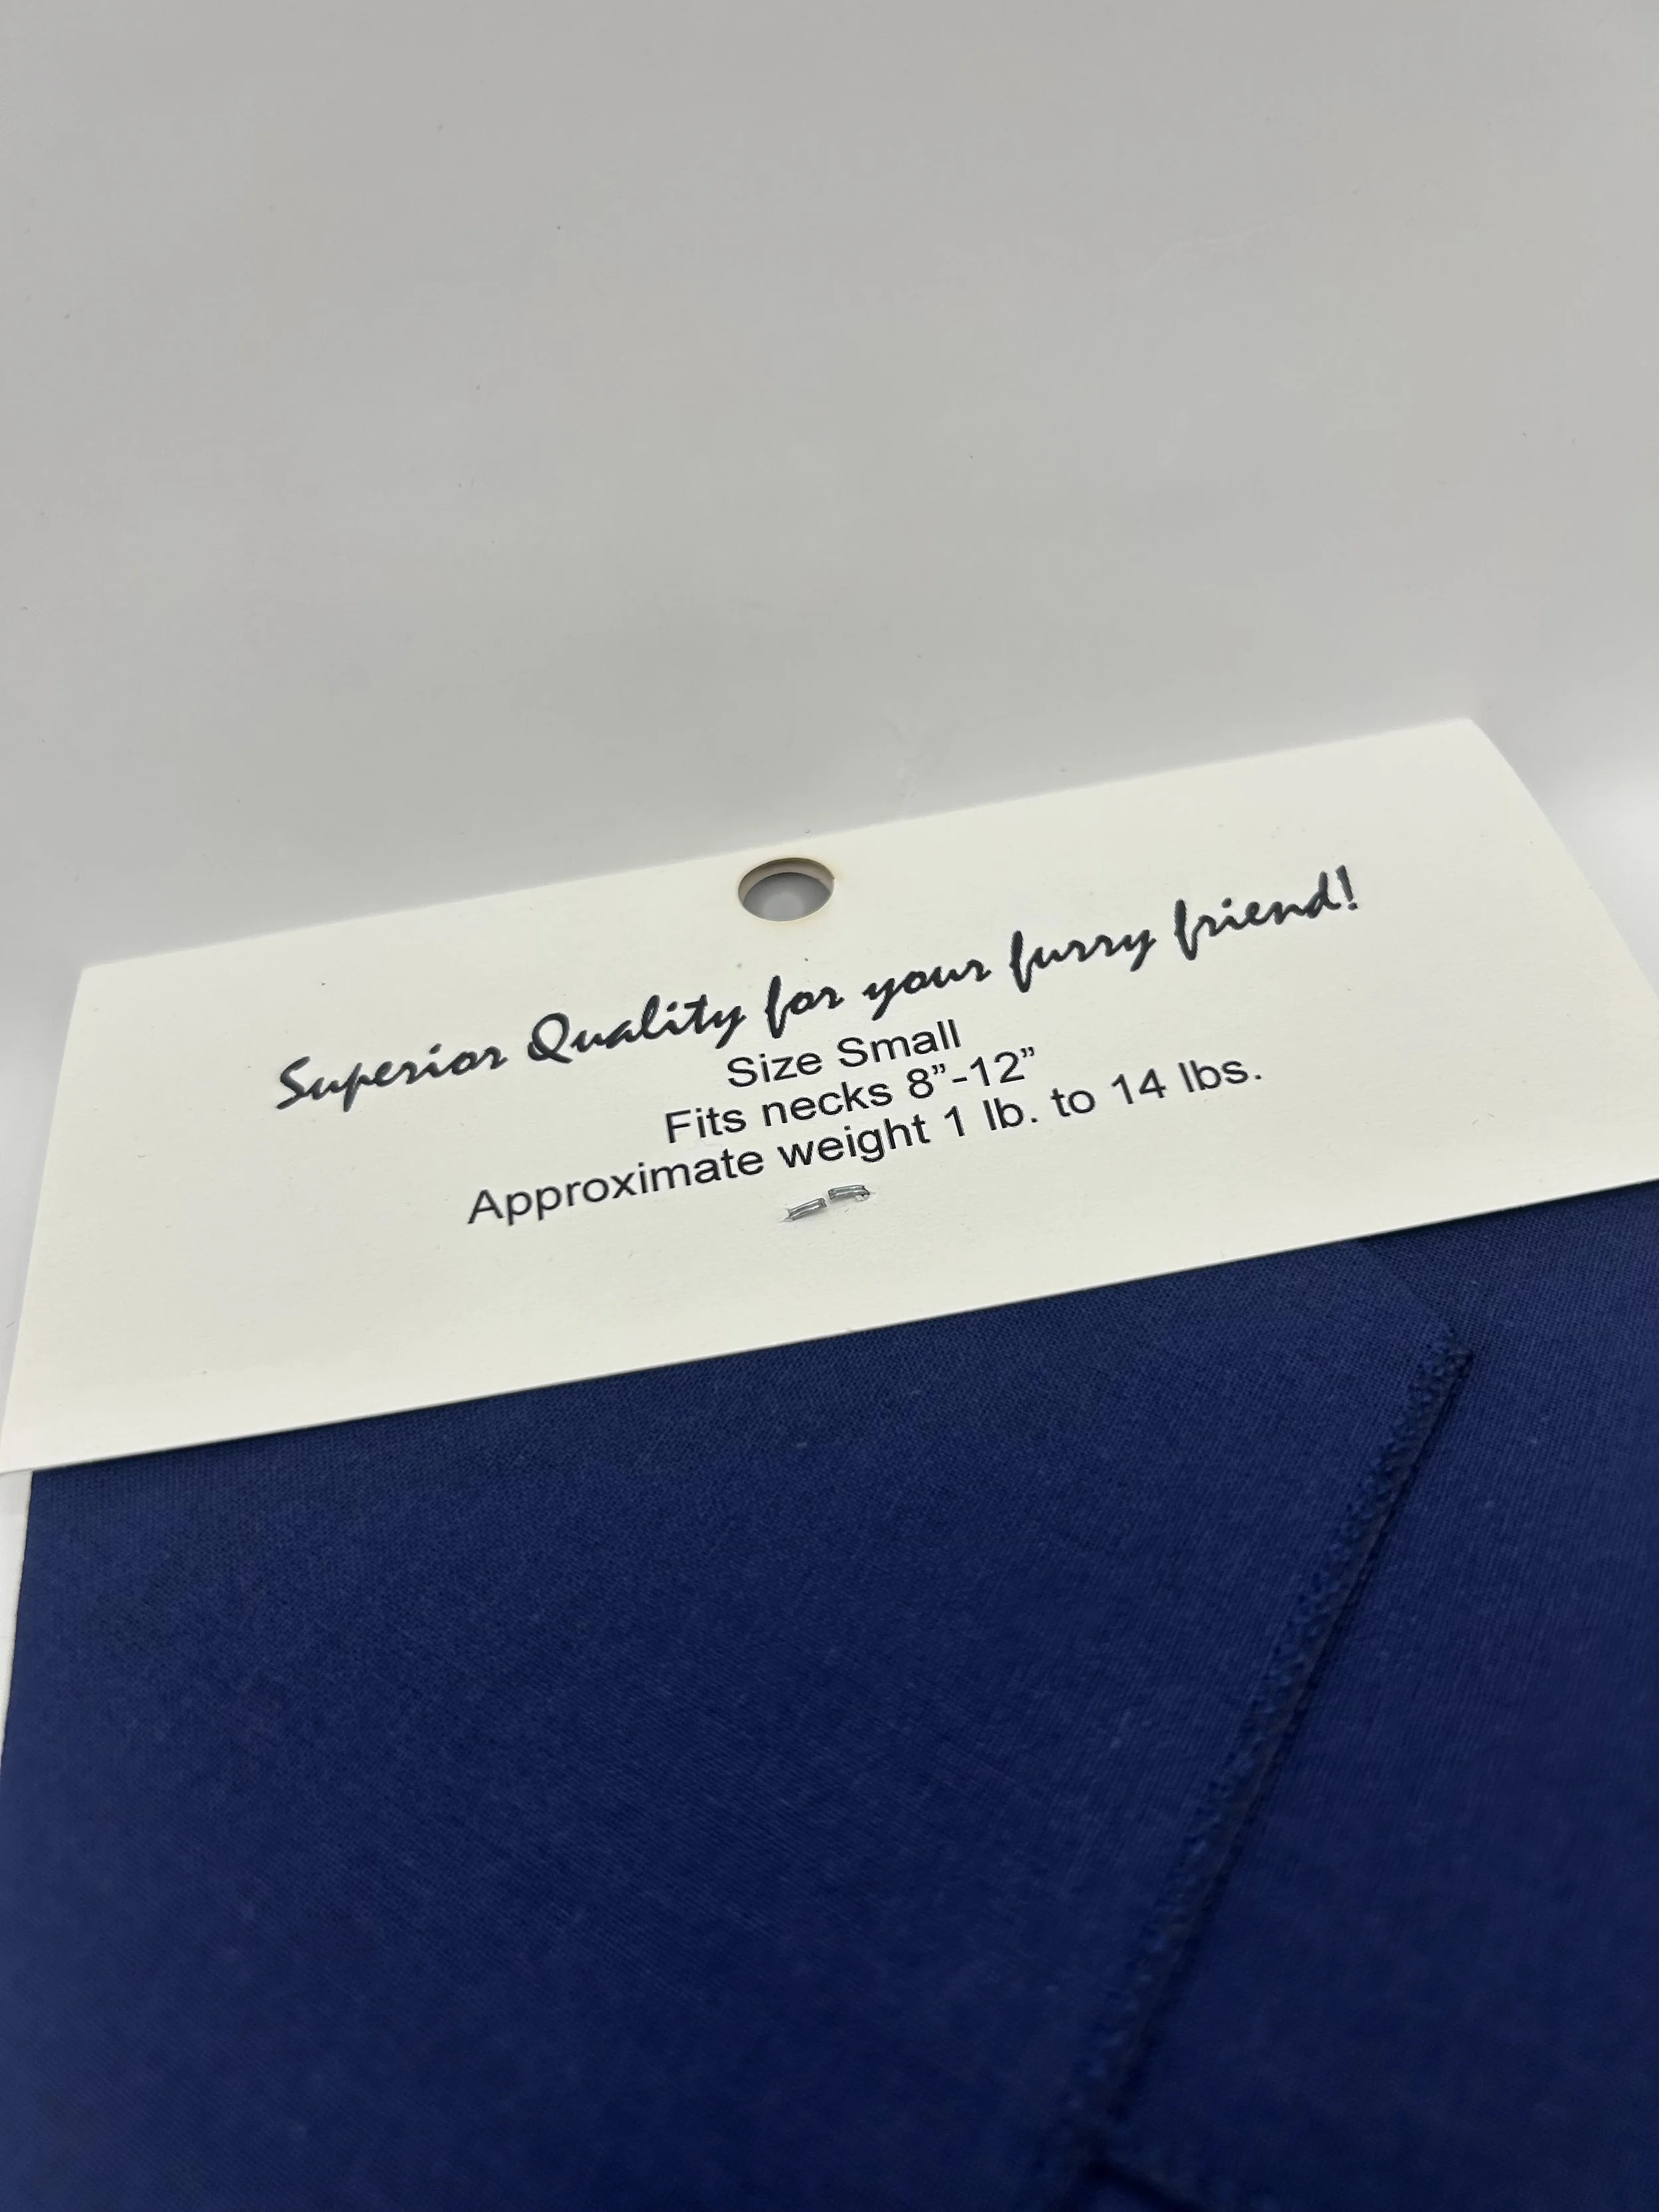 Superior Quality for your furry friend!
Size Small
Fits necks 8”-12”
Approximate weight 1 lb. to 14 lbs.